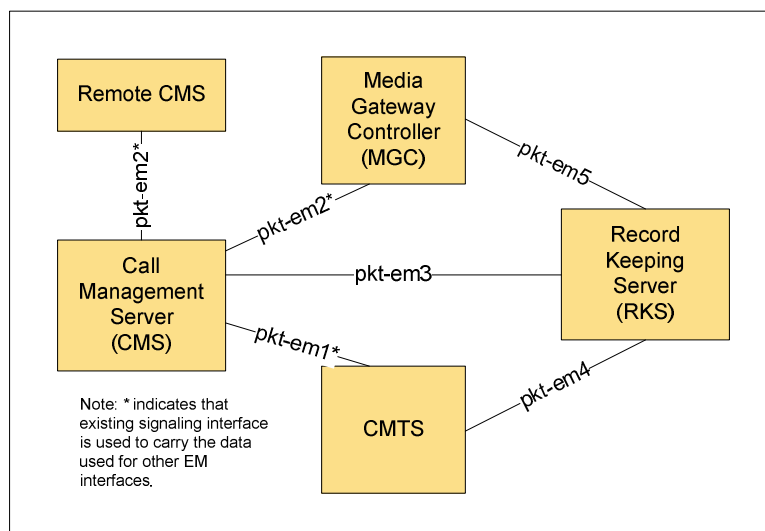 Remote CMS
Media
Gateway
Controller
(MGC)
pkt-em2*
pkt-em5
pkt-em2*
Call
Management
Server
(CMS)
pkt-em3
Record
Keeping
Server
(RKS)
pkt-em1*
CMTS
pkt-em4
Note: * indicates that
existing signaling interface
is used to carry the data
used for other EM
interfaces.